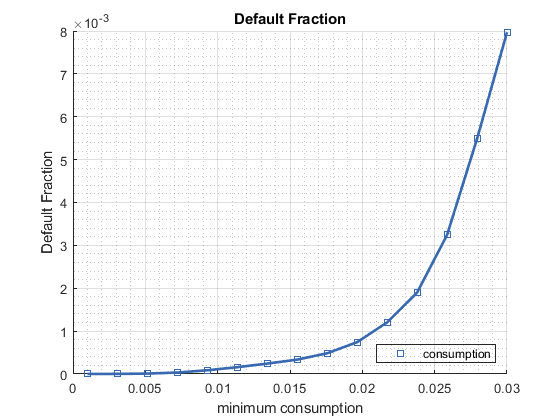 Default Fraction
×10⁻³
8
7
6
5
4
3
2
1
0
Default Fraction
consumption
0 0.005 0.01 0.015 0.02 0.025 0.03
minimum consumption